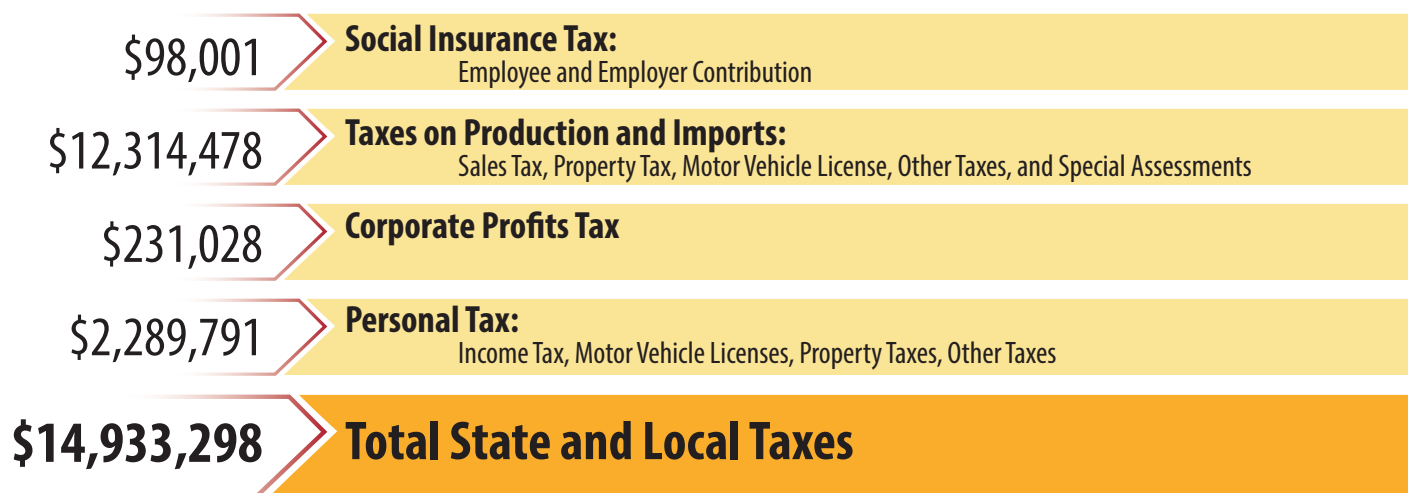 $98,001 Social Insurance Tax:
Employee and Employer Contribution
$12,314,478 Taxes on Production and Imports:
Sales Tax, Property Tax, Motor Vehicle License, Other Taxes, and Special Assessments
$231,028 Corporate Profits Tax
$2,289,791 Personal Tax:
Income Tax, Motor Vehicle Licenses, Property Taxes, Other Taxes
$14,933,298 Total State and Local Taxes